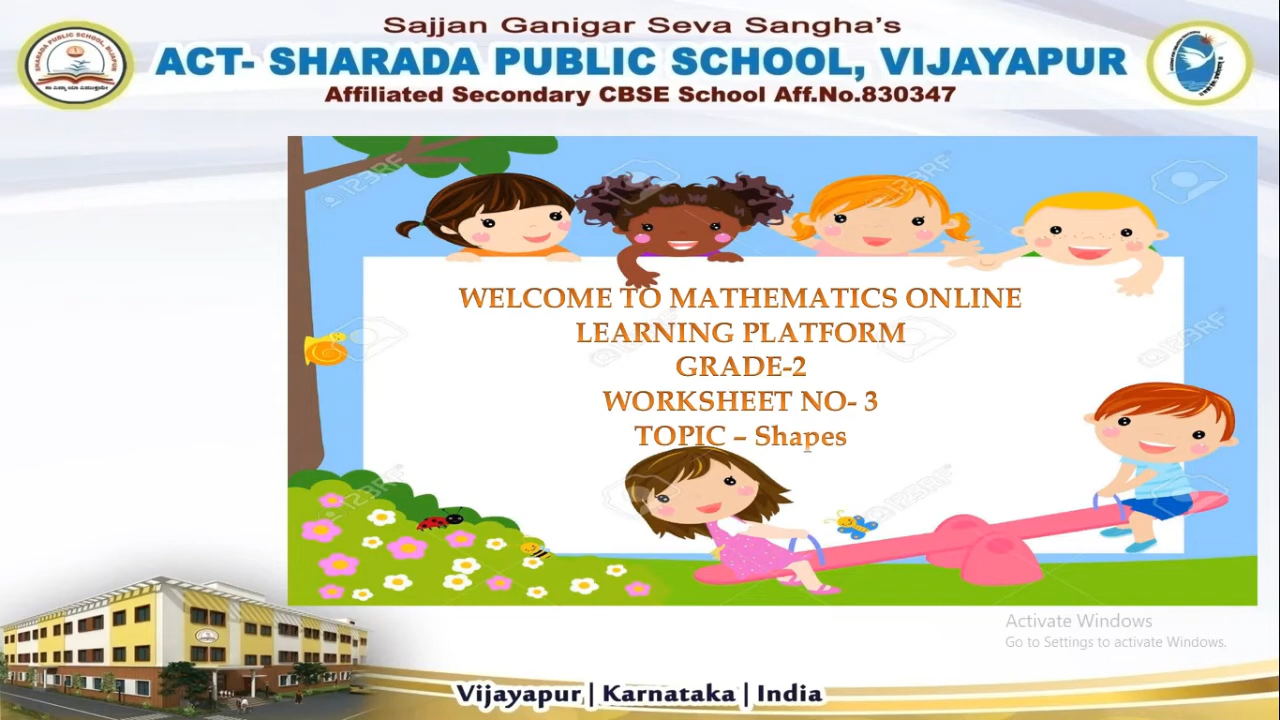 Sajjan Ganigar Seva Sangha's
ACT- SHARADA PUBLIC SCHOOL, VIJAYAPUR
Affiliated Secondary CBSE School Aff.No.830347
WELCOME TO MATHEMATICS ONLINE
LEARNING PLATFORM
GRADE-2
WORKSHEET NO- 3
TOPIC – Shapes
123RF
Activate Windows
Go to Settings to activate Windows.
Vijayapur | Karnataka | India